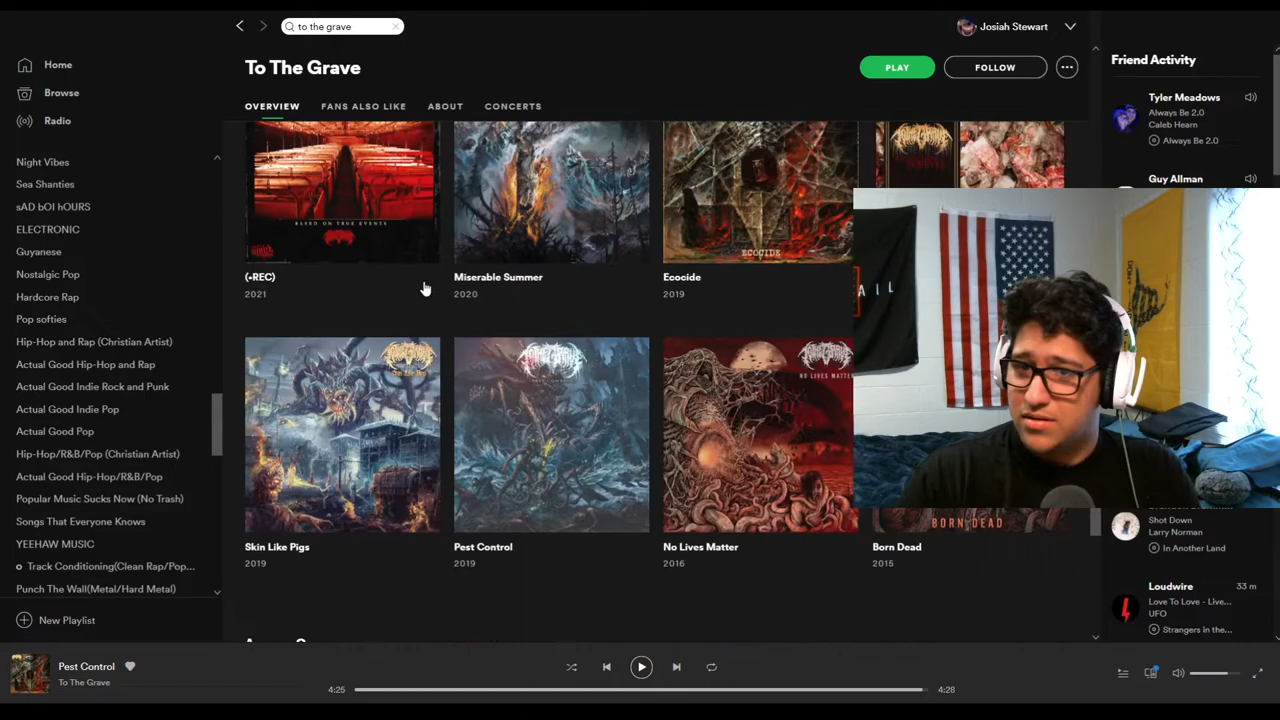 to the grave
Josiah Stewart
Home
Browse
Radio
Night Vibes
Sea Shanties
sAD bOI hOURS
ELECTRONIC
Guyanese
Nostalgic Pop
Hardcore Rap
Pop softies
Hip-Hop and Rap (Christian Artist)
Actual Good Hip-Hop and Rap
Actual Good Indie Rock and Punk
Actual Good Indie Pop
Actual Good Pop
Hip-Hop/R&B/Pop (Christian Artist)
Actual Good Hip-Hop/R&B/Pop
Popular Music Sucks Now (No Trash)
Songs That Everyone Knows
YEEHAW MUSIC
Track Conditioning(Clean Rap/Pop...
Punch The Wall(Metal/Hard Metal)
New Playlist
To The Grave
PLAY
FOLLOW
OVERVIEW
FANS ALSO LIKE
ABOUT
CONCERTS
BASED ON TRUE EVENTS
ECOCIDE
(•REC)
2021
Miserable Summer
2020
Ecocide
2019
NO LIVES MATTER
BORN DEAD
Skin Like Pigs
2019
Pest Control
2019
No Lives Matter
2016
Born Dead
2015
AIL
Friend Activity
Tyler Meadows
Always Be 2.0
Caleb Hearn
Always Be 2.0
Guy Allman
Shot Down
Larry Norman
In Another Land
Loudwire
33 m
Love To Love - Live...
UFO
Strangers in the...
Pest Control
To The Grave
4:25
4:28